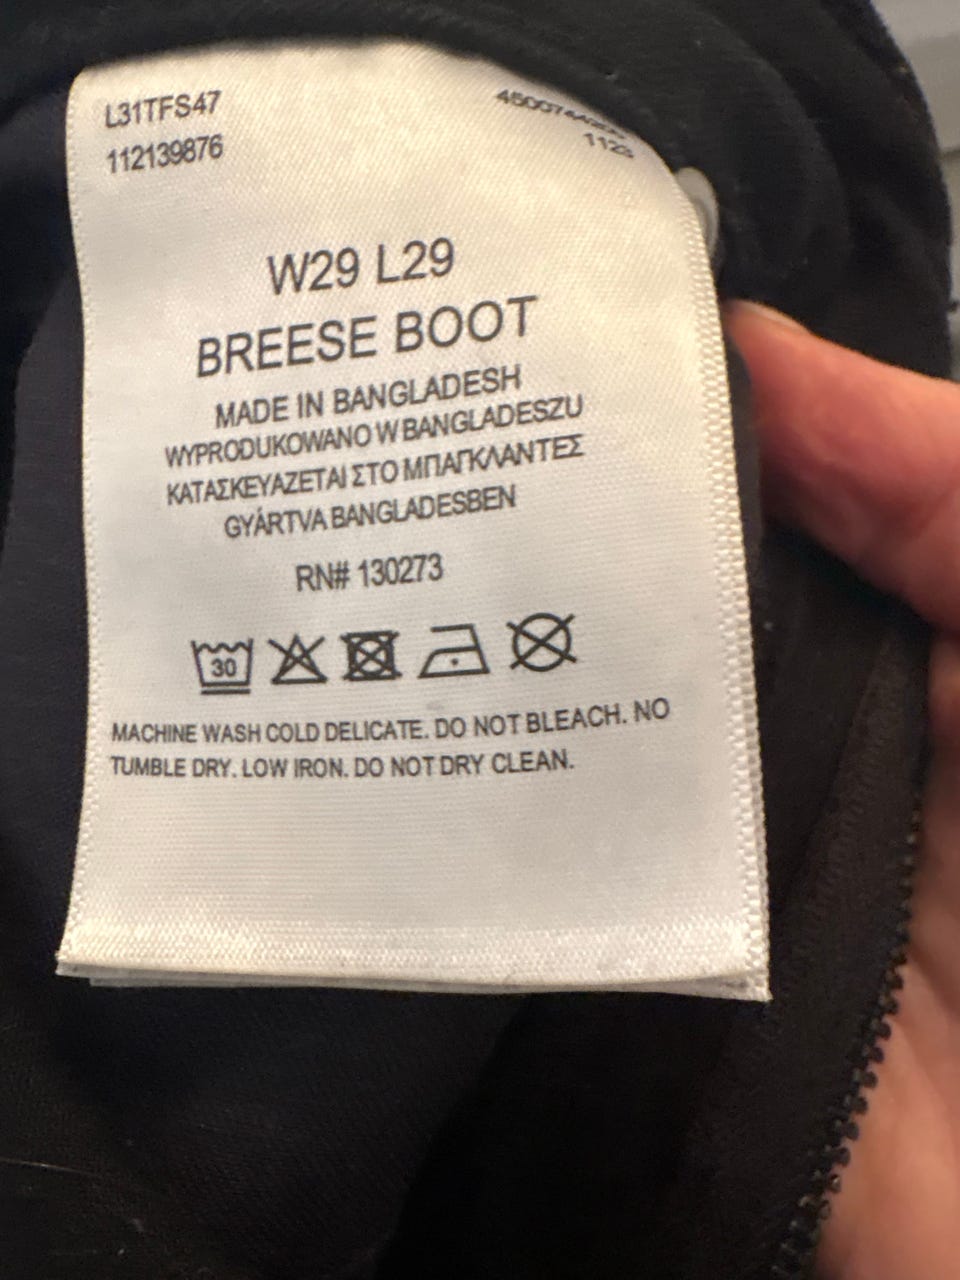 L31TFS47
112139876
1123
W29 L29
BREESE BOOT
MADE IN BANGLADESH
WYPRODUKOWANO W BANGLADESZU
ΚΑΤΑΣΚΕΥΑΖΕΤΑΙ ΣΤΟ ΜΠΑΓΚΛΑΝΤΕΣ
GYÁRTVA BANGLADESBEN
RN# 130273
30
MACHINE WASH COLD DELICATE. DO NOT BLEACH. NO
TUMBLE DRY. LOW IRON. DO NOT DRY CLEAN.